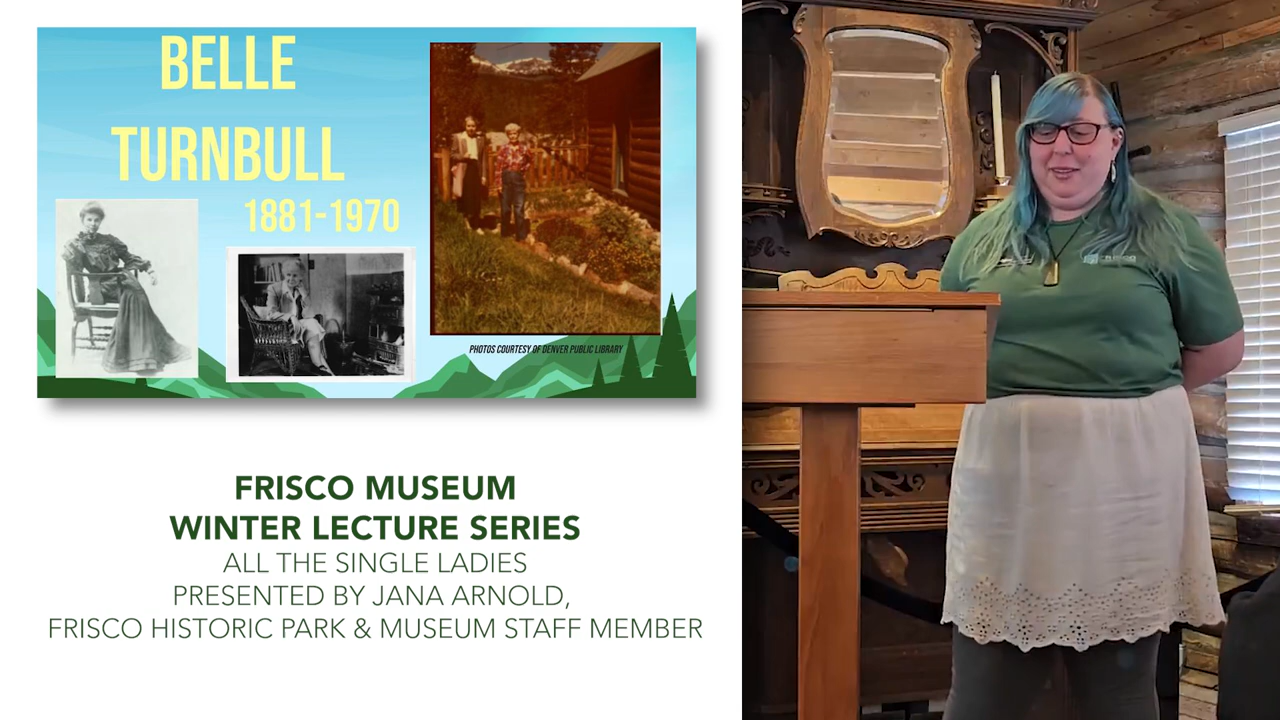 BELLE
TURNBULL
1881-1970
PHOTOS COURTESY OF DENVER PUBLIC LIBRARY
FRISCO MUSEUM
WINTER LECTURE SERIES
ALL THE SINGLE LADIES
PRESENTED BY JANA ARNOLD,
FRISCO HISTORIC PARK & MUSEUM STAFF MEMBER
FRISCO